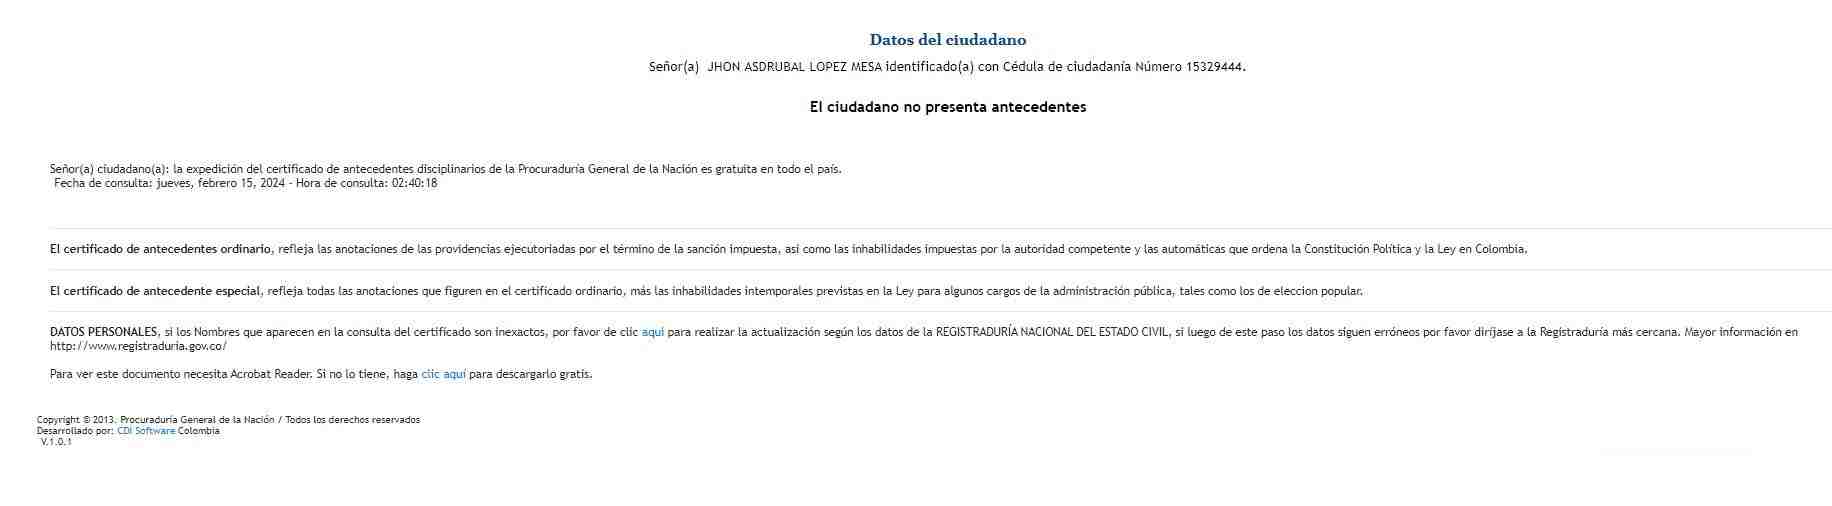 Datos del ciudadano
Señor(a) JHON ASDRUBAL LOPEZ MESA identificado(a) con Cédula de ciudadanía Número 15329444.
El ciudadano no presenta antecedentes
Señor(a) ciudadano(a): la expedición del certificado de antecedentes disciplinarios de la Procuraduría General de la Nación es gratuita en todo el país.
Fecha de consulta: jueves, febrero 15, 2024 - Hora de consulta: 02:40:18
El certificado de antecedentes ordinario, refleja las anotaciones de las providencias ejecutoriadas por el término de la sanción impuesta, así como las inhabilidades impuestas por la autoridad competente y las automáticas que ordena la Constitución Política y la Ley en Colombia.
El certificado de antecedente especial, refleja todas las anotaciones que figuren en el certificado ordinario, más las inhabilidades intemporales previstas en la Ley para algunos cargos de la administración pública, tales como los de eleccion popular.
DATOS PERSONALES, si los Nombres que aparecen en la consulta del certificado son inexactos, por favor de clic aquí para realizar la actualización según los datos de la REGISTRADURÍA NACIONAL DEL ESTADO CIVIL, si luego de este paso los datos siguen erróneos por favor diríjase a la Registraduría más cercana. Mayor información en
http://www.registraduria.gov.co/
Para ver este documento necesita Acrobat Reader. Si no lo tiene, haga clic aquí para descargarlo gratis.
Copyright © 2013. Procuraduría General de la Nación / Todos los derechos reservados
Desarrollado por: CDI Software Colombia
V.1.0.1